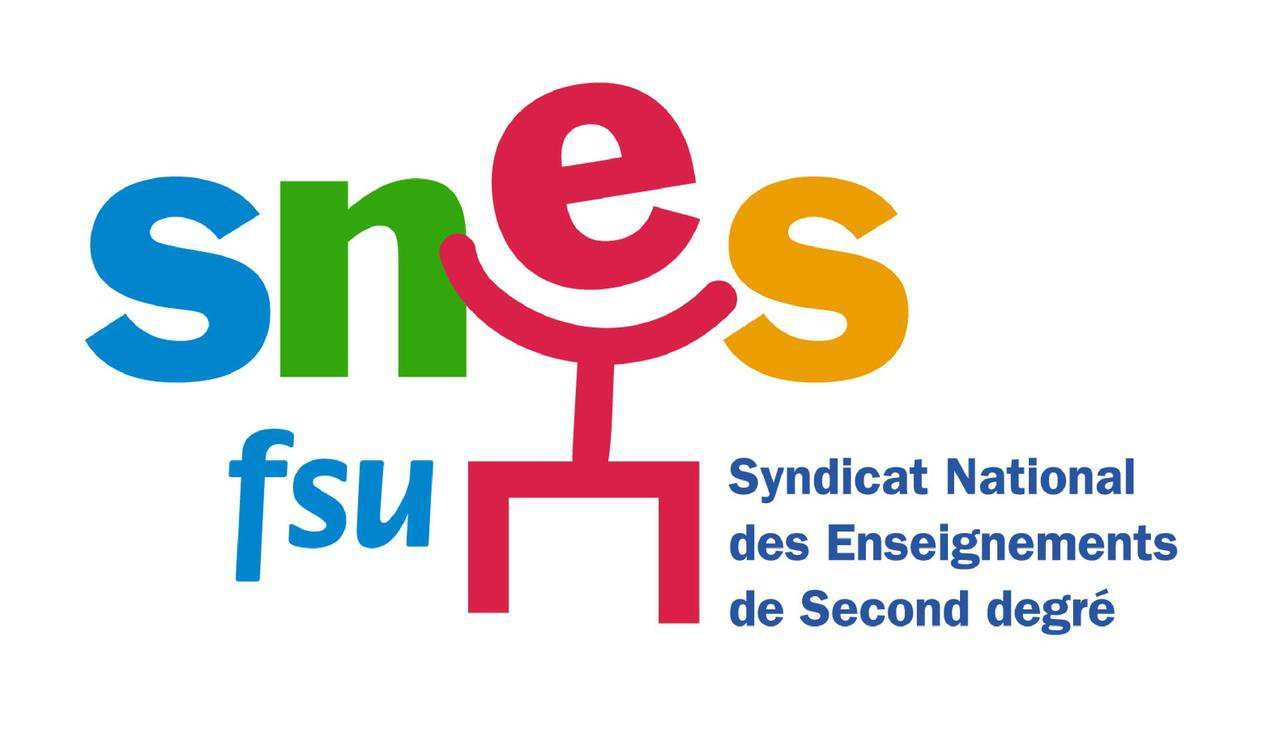 snes
fsu
Syndicat National
des Enseignements
de Second degré